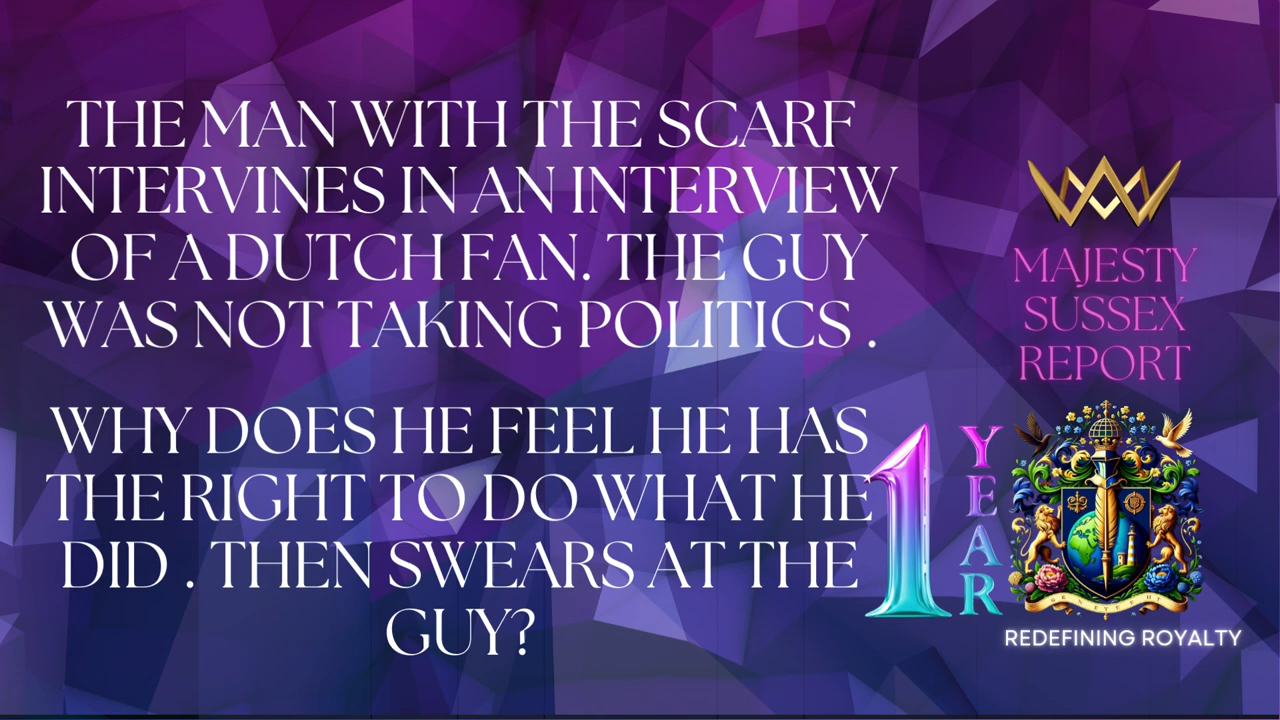 THE MAN WITH THE SCARF
INTERVINES IN AN INTERVIEW
OF A DUTCH FAN. THE GUY
WAS NOT TAKING POLITICS .
WHY DOES HE FEEL HE HAS
THE RIGHT TO DO WHAT HE
DID . THEN SWEARS AT THE
GUY?
MAJESTY
SUSSEX
REPORT
1
YEAR
REDEFINING ROYALTY